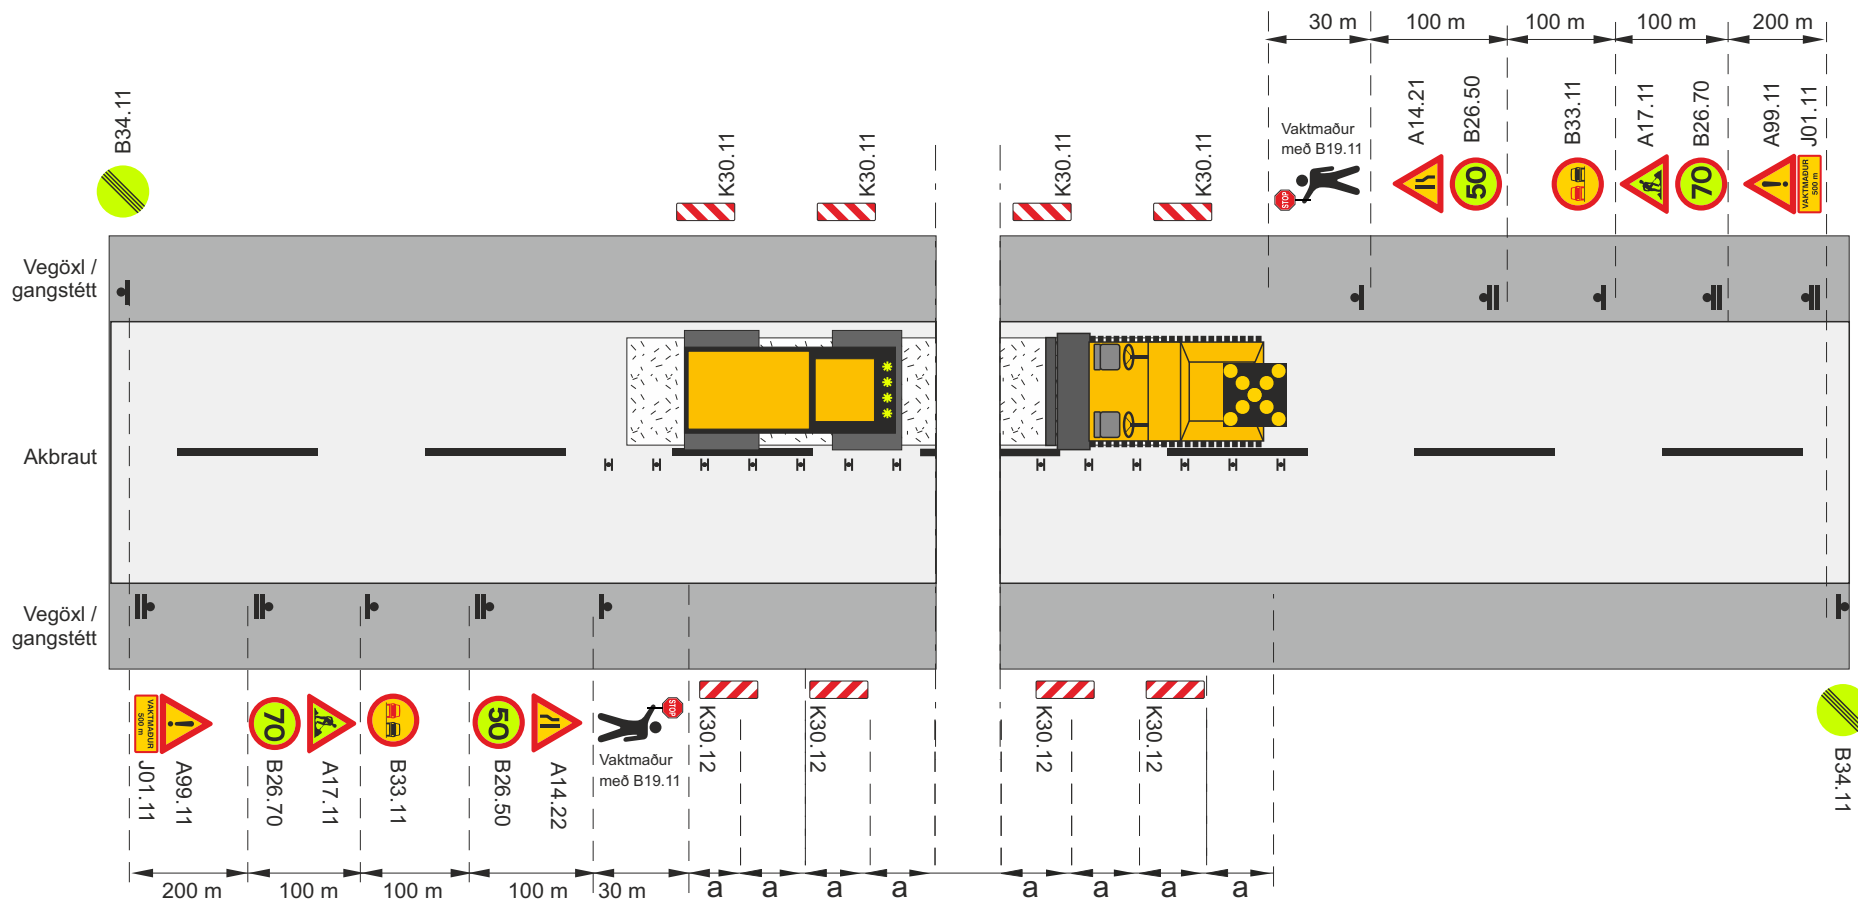 30 m
100 m
100 m
100 m
200 m
B34.11
K30.11
K30.11
K30.11
K30.11
Vaktmaður
með B19.11
STOP
A14.21
B26.50
50
B33.11
A17.11
B26.70
70
A99.11
J01.11
VAKTMAÐUR
500 m
Vegöxl /
gangstétt
Akbraut
Vegöxl /
gangstétt
VAKTMAÐUR
500 m
J01.11
A99.11
70
B26.70
A17.11
B33.11
50
B26.50
A14.22
STOP
Vaktmaður
með B19.11
K30.12
K30.12
K30.12
K30.12
B34.11
200 m
100 m
100 m
100 m
30 m
a
a
a
a
a
a
a
a